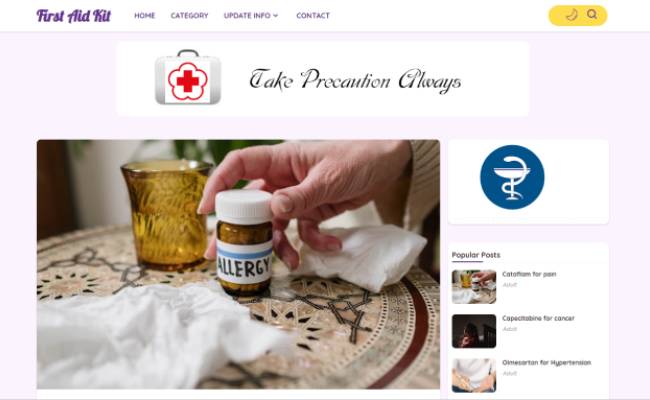 First Aid Kit
HOME CATEGORY UPDATE INFO CONTACT
Take Precaution Always
ALLERGY
Popular Posts
Cataflam for pain
Adult
Capecitabine for cancer
Adult
Olmesartan for Hypertension
Adult